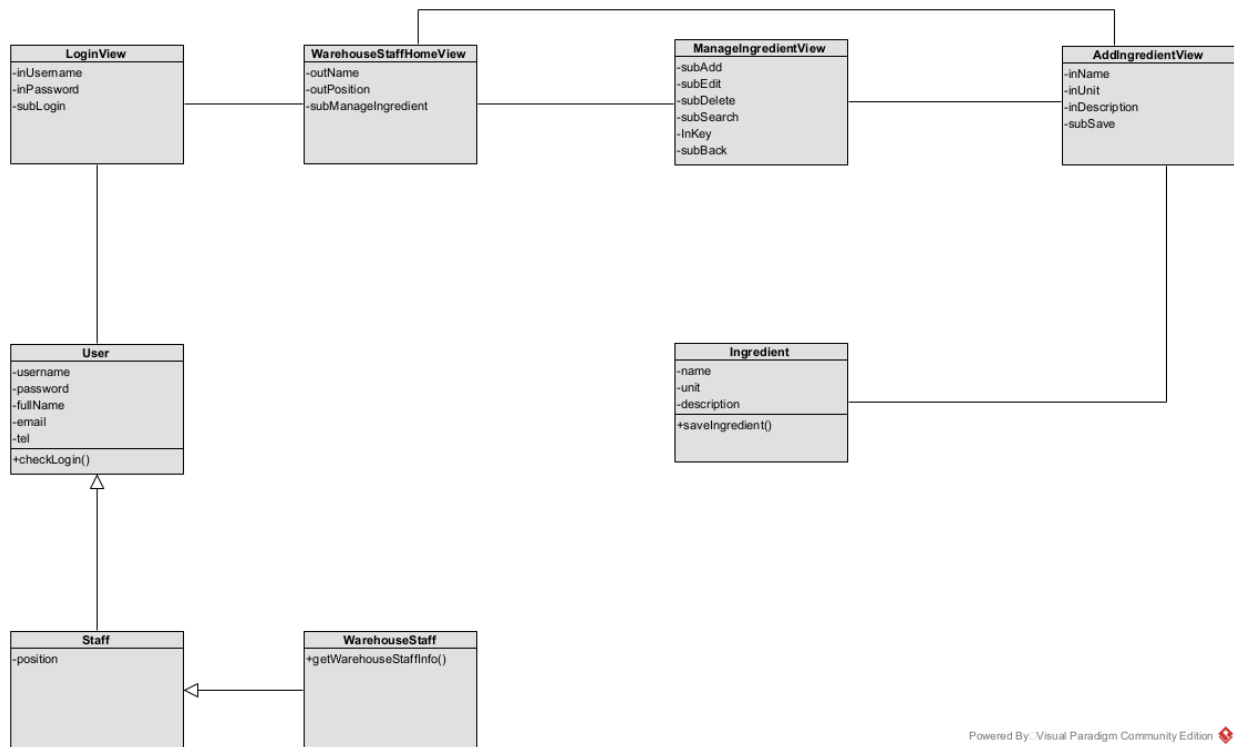 LoginView
-inUsername
-inPassword
-subLogin
WarehouseStaffHomeView
-outName
-outPosition
-subManageIngredient
ManageIngredientView
-subAdd
-subEdit
-subDelete
-subSearch
-InKey
-subBack
AddIngredientView
-inName
-inUnit
-inDescription
-subSave
User
-username
-password
-fullName
-email
-tel
+checkLogin()
Ingredient
-name
-unit
-description
+saveIngredient()
Staff
-position
WarehouseStaff
+getWarehouseStaffInfo()
Powered By Visual Paradigm Community Edition